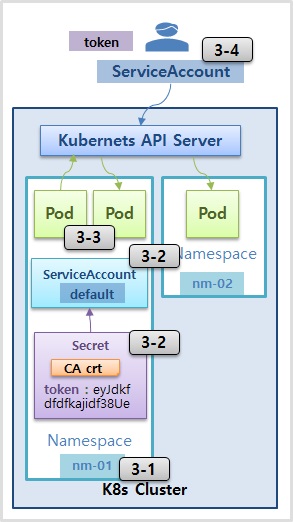 token
3-4
ServiceAccount
Kubernets API Server
Pod
Pod
Pod
3-3
Namespace
nm-02
3-2
ServiceAccount
default
3-2
Secret
CA crt
token : eyJdkf
dfdfkajidf38Ue
Namespace
nm-01
3-1
K8s Cluster